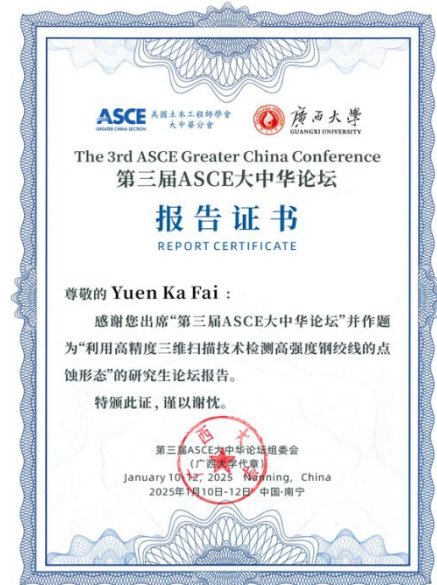 ASCE
GREATER CHINA SECTION
美國土木工程師學會
大中華分會
廣西大學
GUANGXI UNIVERSITY
The 3rd ASCE Greater China Conference
第三届ASCE大中华论坛
报告证书
REPORT CERTIFICATE
尊敬的 Yuen Ka Fai：
感谢您出席“第三届ASCE大中华论坛”并作题
为“利用高精度三维扫描技术检测高强度钢绞线的点
蚀形态”的研究生论坛报告。
特颁此证，谨以谢忱。
第三届ASCE大中华论坛组委会
（广西大学代章）
January 10-12, 2025 Nanning, China
2025年1月10日-12日 中国·南宁
西大